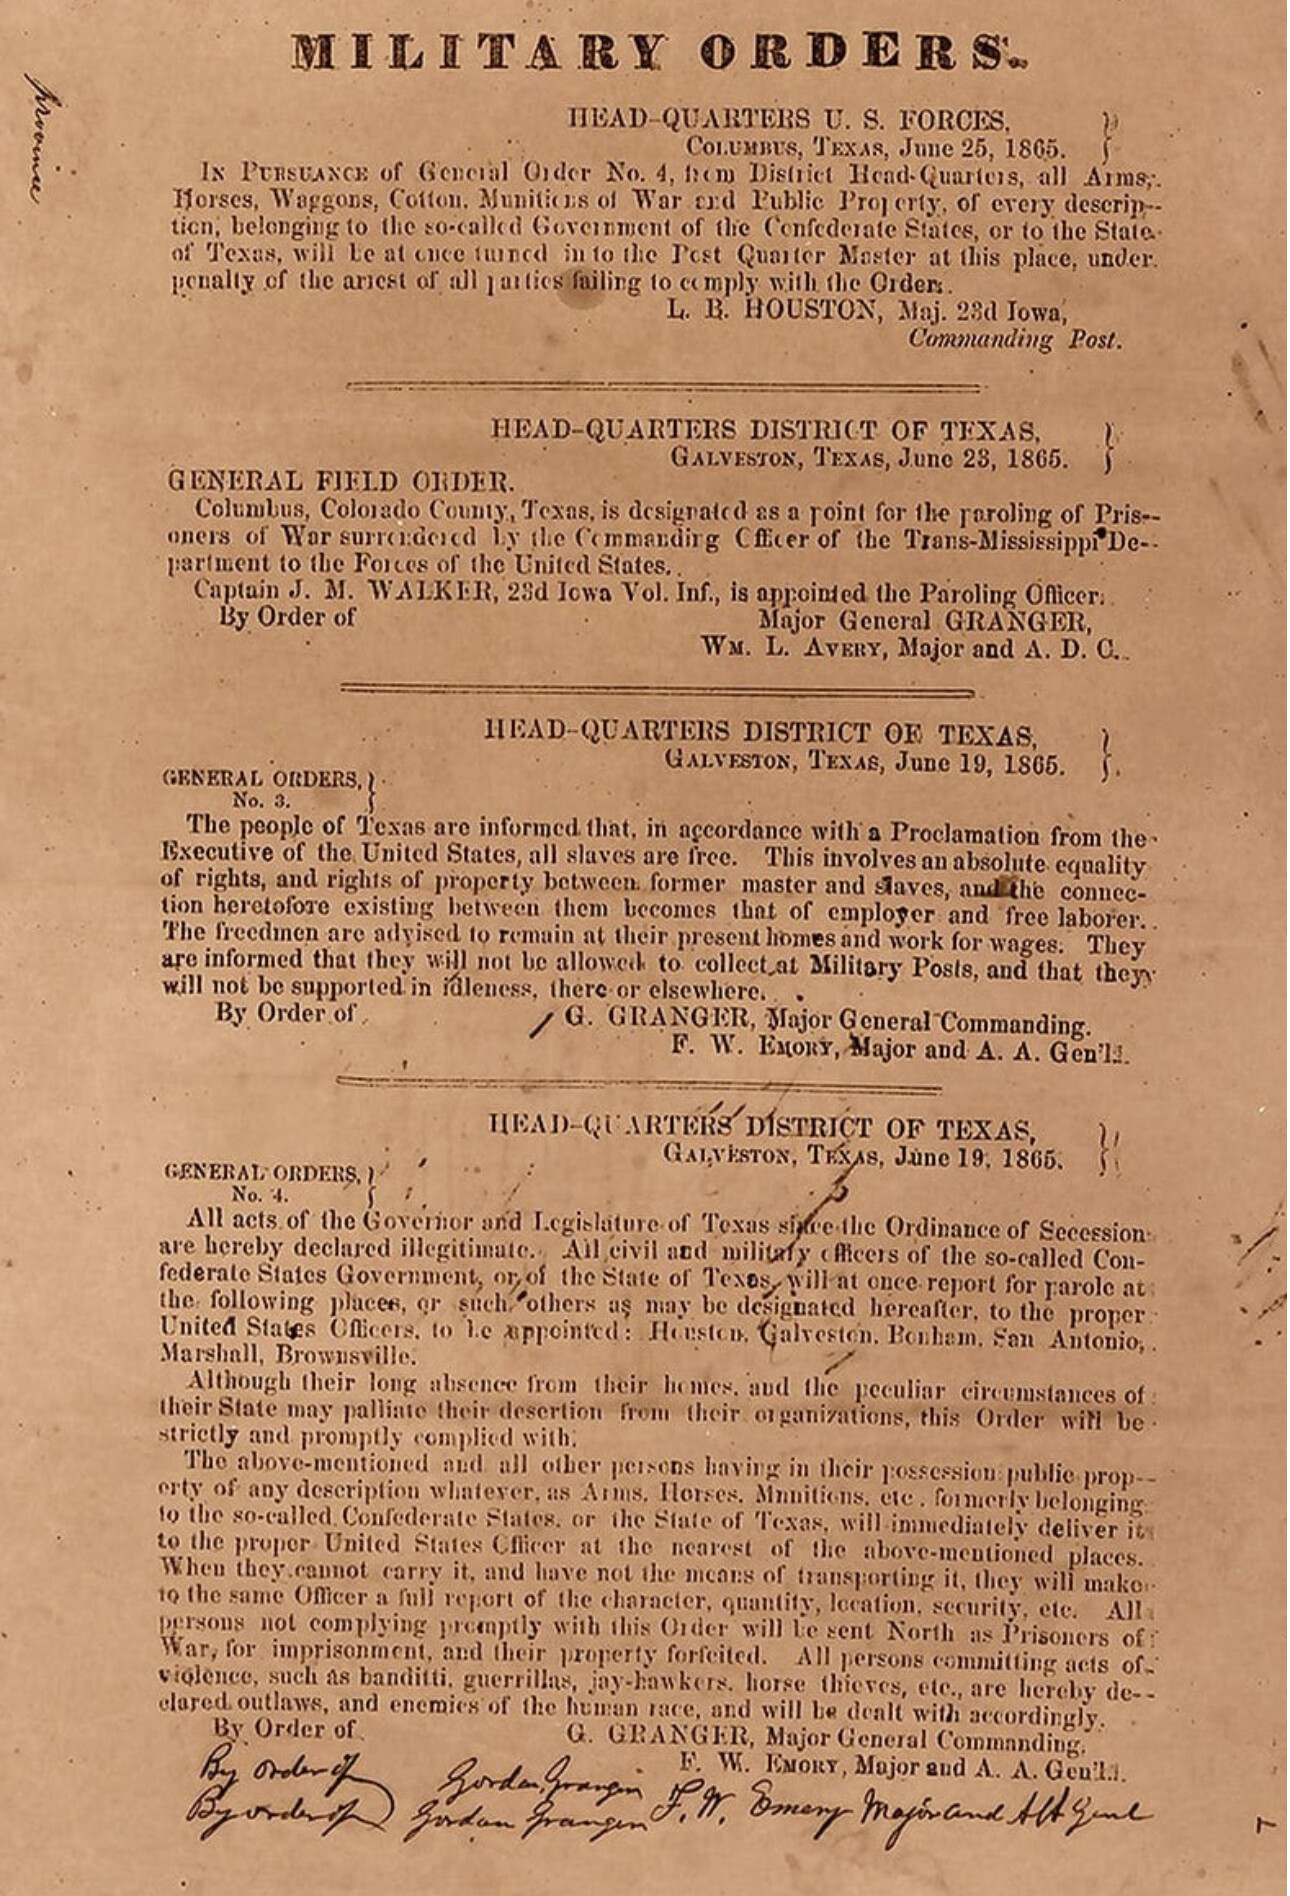 MILITARY ORDERS.
province
HEAD-QUARTERS U. S. FORCES,
COLUMBUS, TEXAS, June 25, 1865.
IN PURSUANCE of General Order No. 4, from District Head-Quarters, all Arms,
Horses, Waggons, Cotton, Munitions of War and Public Property, of every descrip-
tion, belonging to the so-called Government of the Confederate States, or to the State
of Texas, will be at once turned in to the Post Quarter Master at this place, under
penalty of the arrest of all parties failing to comply with the Order.
L. B. HOUSTON, Maj. 23d Iowa,
Commanding Post.
HEAD-QUARTERS DISTRICT OF TEXAS,
GALVESTON, TEXAS, June 23, 1865.
GENERAL FIELD ORDER.
Columbus, Colorado County, Texas, is designated as a point for the paroling of Pris-
oners of War surrendered by the Commanding Officer of the Trans-Mississippi De-
partment to the Forces of the United States.
Captain J. M. WALKER, 23d Iowa Vol. Inf., is appointed the Paroling Officer.
By Order of Major General GRANGER,
WM. L. AVERY, Major and A. D. C.
HEAD-QUARTERS DISTRICT OF TEXAS,
GALVESTON, TEXAS, June 19, 1865.
GENERAL ORDERS,
No. 3.
The people of Texas are informed that, in accordance with a Proclamation from the
Executive of the United States, all slaves are free. This involves an absolute equality
of rights, and rights of property between former master and slaves, and the connec-
tion heretofore existing between them becomes that of employer and free laborer.
The freedmen are advised to remain at their present homes and work for wages. They
are informed that they will not be allowed to collect at Military Posts, and that they
will not be supported in idleness, there or elsewhere.
By Order of G. GRANGER, Major General Commanding.
F. W. EMORY, Major and A. A. Gen'l.
HEAD-QUARTERS DISTRICT OF TEXAS,
GALVESTON, TEXAS, June 19, 1865.
GENERAL ORDERS,
No. 4.
All acts of the Governor and Legislature of Texas since the Ordinance of Secession
are hereby declared illegitimate. All civil and military officers of the so-called Con-
federate States Government, or of the State of Texas, will at once report for parole at
the following places, or such others as may be designated hereafter, to the proper
United States Officers, to be appointed: Houston, Galveston, Bonham, San Antonio,
Marshall, Brownsville.
Although their long absence from their homes, and the peculiar circumstances of
their State may palliate their desertion from their organizations, this Order will be
strictly and promptly complied with.
The above-mentioned and all other persons having in their possession public prop-
erty of any description whatever, as Arms, Horses, Munitions, etc., formerly belonging
to the so-called Confederate States, or the State of Texas, will immediately deliver it
to the proper United States Officer at the nearest of the above-mentioned places.
When they cannot carry it, and have not the means of transporting it, they will make
to the same Officer a full report of the character, quantity, location, security, etc. All
persons not complying promptly with this Order will be sent North as Prisoners of
War, for imprisonment, and their property forfeited. All persons committing acts of
violence, such as banditti, guerrillas, jay-hawkers, horse thieves, etc., are hereby de-
clared outlaws, and enemies of the human race, and will be dealt with accordingly.
By Order of G. GRANGER, Major General Commanding.
F. W. EMORY, Major and A. A. Gen'l.
By order of Gordon Granger
By order of Gordon Granger F. W. Emery Major and AA Genl